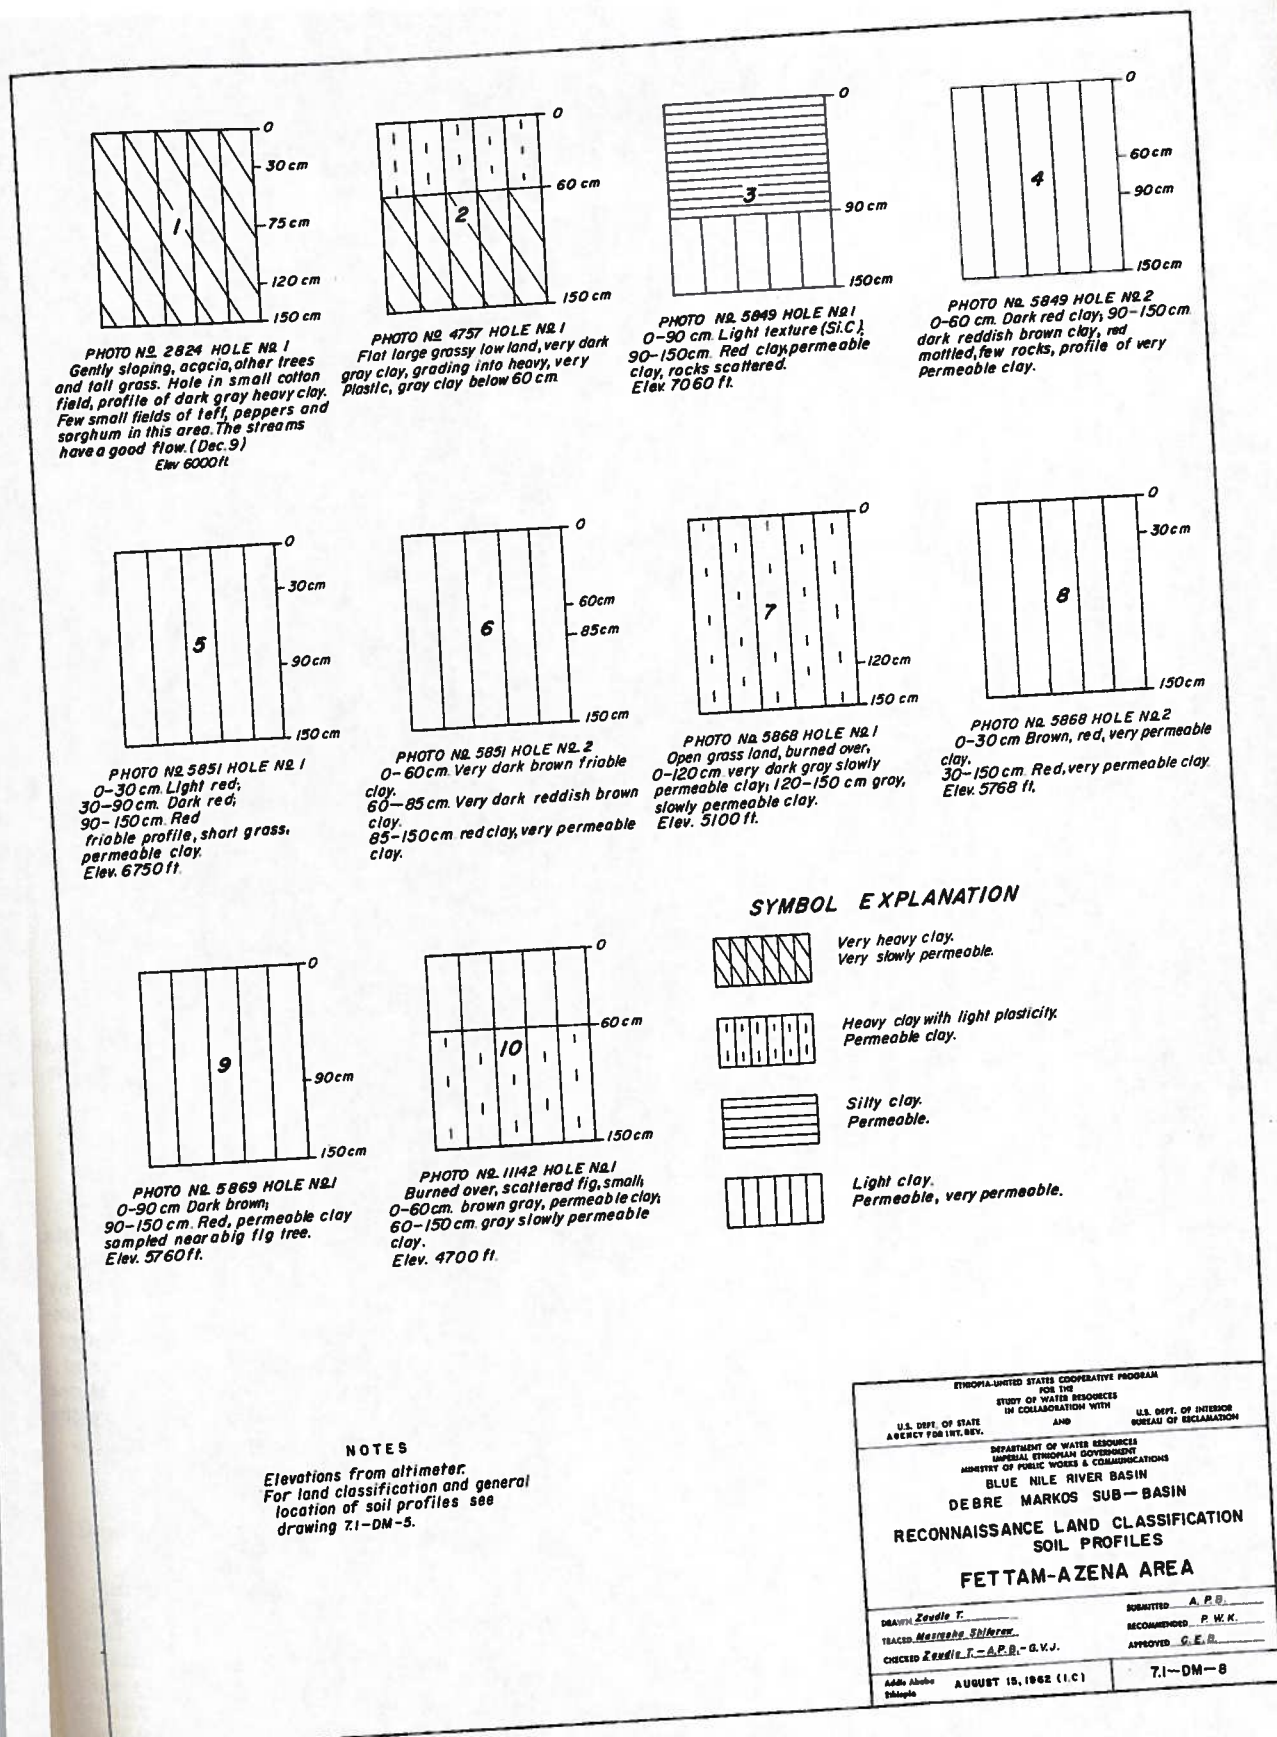 0
30 cm
75 cm
120 cm
150 cm
1
PHOTO NO. 2824 HOLE NO. 1
Gently sloping, acacia, other trees
and tall grass. Hole in small cotton
field, profile of dark gray heavy clay.
Few small fields of teff, peppers and
sorghum in this area. The streams
have a good flow. (Dec. 9)
Elev 6000 ft
0
60 cm
150 cm
2
PHOTO NO 4757 HOLE NO. 1
Flat large grassy low land, very dark
gray clay, grading into heavy, very
Plastic, gray clay below 60 cm
0
90 cm
150 cm
3
PHOTO NO. 5849 HOLE NO. 1
0-90 cm. Light texture (Si.C)
90-150cm. Red clay, permeable
clay, rocks scattered.
Elev. 7060 ft.
0
60 cm
90 cm
150 cm
4
PHOTO NO. 5849 HOLE NO. 2
0-60 cm. Dark red clay; 90-150 cm
dark reddish brown clay, red
mottled, few rocks, profile of very
Permeable clay.
0
30 cm
90 cm
150 cm
5
PHOTO NO. 5851 HOLE NO. 1
0-30 cm. Light red;
30-90 cm. Dark red;
90-150 cm. Red
friable profile, short grass,
permeable clay.
Elev. 6750 ft.
0
60cm
85cm
150 cm
6
PHOTO NO. 5851 HOLE NO. 2
0-60cm. Very dark brown friable
clay.
60-85 cm. Very dark reddish brown
clay.
85-150cm. red clay, very permeable
clay.
0
120 cm
150 cm
7
PHOTO NO. 5868 HOLE NO. 1
Open grass land, burned over,
0-120cm. very dark gray slowly
permeable clay; 120-150 cm gray,
slowly permeable clay.
Elev. 5100 ft.
0
30cm
150cm
8
PHOTO NO. 5868 HOLE NO. 2
0-30 cm Brown, red, very permeable
clay.
30-150 cm. Red, very permeable clay.
Elev. 5768 ft.
0
90cm
150cm
9
PHOTO NO. 5869 HOLE NO. 1
0-90 cm Dark brown;
90-150 cm. Red, permeable clay
sampled near a big fig tree.
Elev. 5760 ft.
0
60 cm
150 cm
10
PHOTO NO. 11142 HOLE NO. 1
Burned over, scattered fig, small,
0-60cm. brown gray, permeable clay;
60-150 cm. gray slowly permeable
clay.
Elev. 4700 ft.
SYMBOL EXPLANATION
Very heavy clay.
Very slowly permeable.
Heavy clay with light plasticity.
Permeable clay.
Silty clay.
Permeable.
Light clay.
Permeable, very permeable.
NOTES
Elevations from altimeter.
For land classification and general
location of soil profiles see
drawing 7.1-DM-5.
ETHIOPIA-UNITED STATES COOPERATIVE PROGRAM
FOR THE
STUDY OF WATER RESOURCES
IN COLLABORATION WITH
U.S. DEPT. OF STATE
AGENCY FOR INT. DEV.
AND
U.S. DEPT. OF INTERIOR
BUREAU OF RECLAMATION
DEPARTMENT OF WATER RESOURCES
IMPERIAL ETHIOPIAN GOVERNMENT
MINISTRY OF PUBLIC WORKS & COMMUNICATIONS
BLUE NILE RIVER BASIN
DEBRE MARKOS SUB-BASIN
RECONNAISSANCE LAND CLASSIFICATION
SOIL PROFILES
FETTAM-AZENA AREA
DRAWN Zaudie T.
TRACED Shiferaw
CHECKED Zaudie T. - A.P.B. - G.V.J.
SUBMITTED A. P. B.
RECOMMENDED P. W. K.
APPROVED G. E. B.
Addis Ababa
Ethiopia
AUGUST 15, 1962 (I.C)
7.1-DM-8